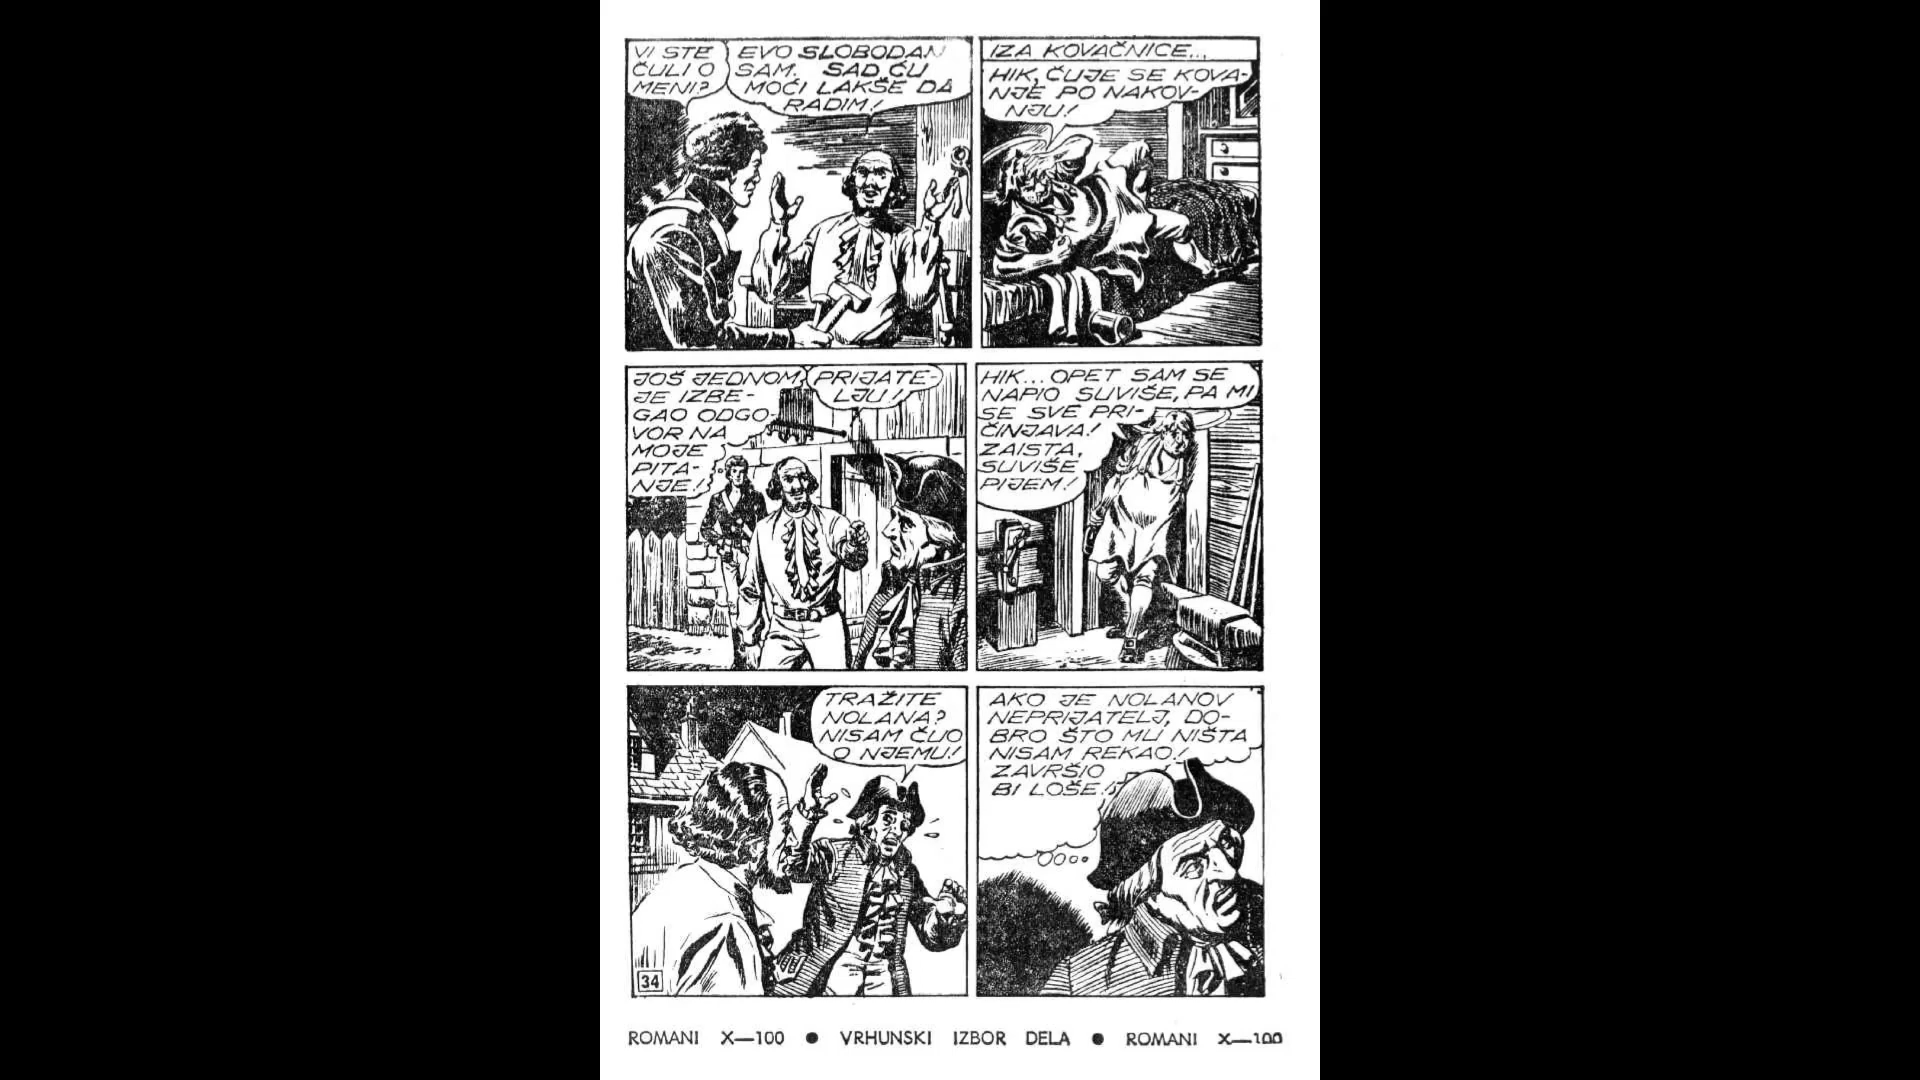 VI STE
ČULI O
MENI?
EVO SLOBODAN
SAM. SAD ĆU
MOĆI LAKŠE DA
RADIM!
IZA KOVAČNICE...
HIK, ČUJE SE KOVA-
NJE PO NAKOV-
NJU!
JOŠ JEDNOM
JE IZBE-
GAO ODGO-
VOR NA
MOJE
PITA-
NJE!
PRIJATE-
LJU!
HIK... OPET SAM SE
NAPIO SUVIŠE, PA MI
SE SVE PRI-
ČINJAVA!
ZAISTA,
SUVIŠE
PIJEM!
TRAŽITE
NOLANA?
NISAM ČUO
O NJEMU!
34
AKO JE NOLANOV
NEPRIJATELJ, DO-
BRO ŠTO MU NIŠTA
NISAM REKAO!
ZAVRŠIO
BI LOŠE!
ROMANI X—100 ● VRHUNSKI IZBOR DELA ● ROMANI X—100